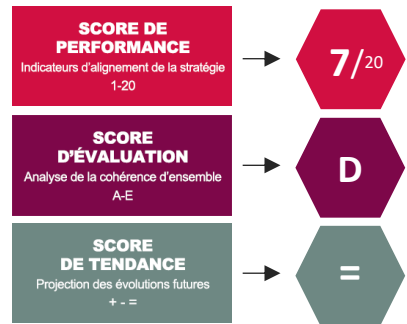 SCORE DE
PERFORMANCE
Indicateurs d'alignement de la stratégie
1-20
7/20
SCORE
D'ÉVALUATION
Analyse de la cohérence d'ensemble
A-E
D
SCORE
DE TENDANCE
Projection des évolutions futures
+ - =
=